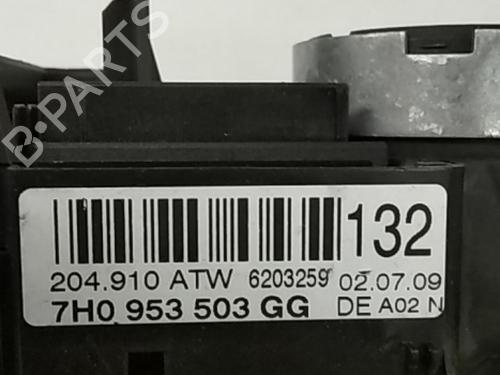 B-PARTS
132
204.910 ATW 6203259 02.07.09
7H0 953 503 GG DE A02 N